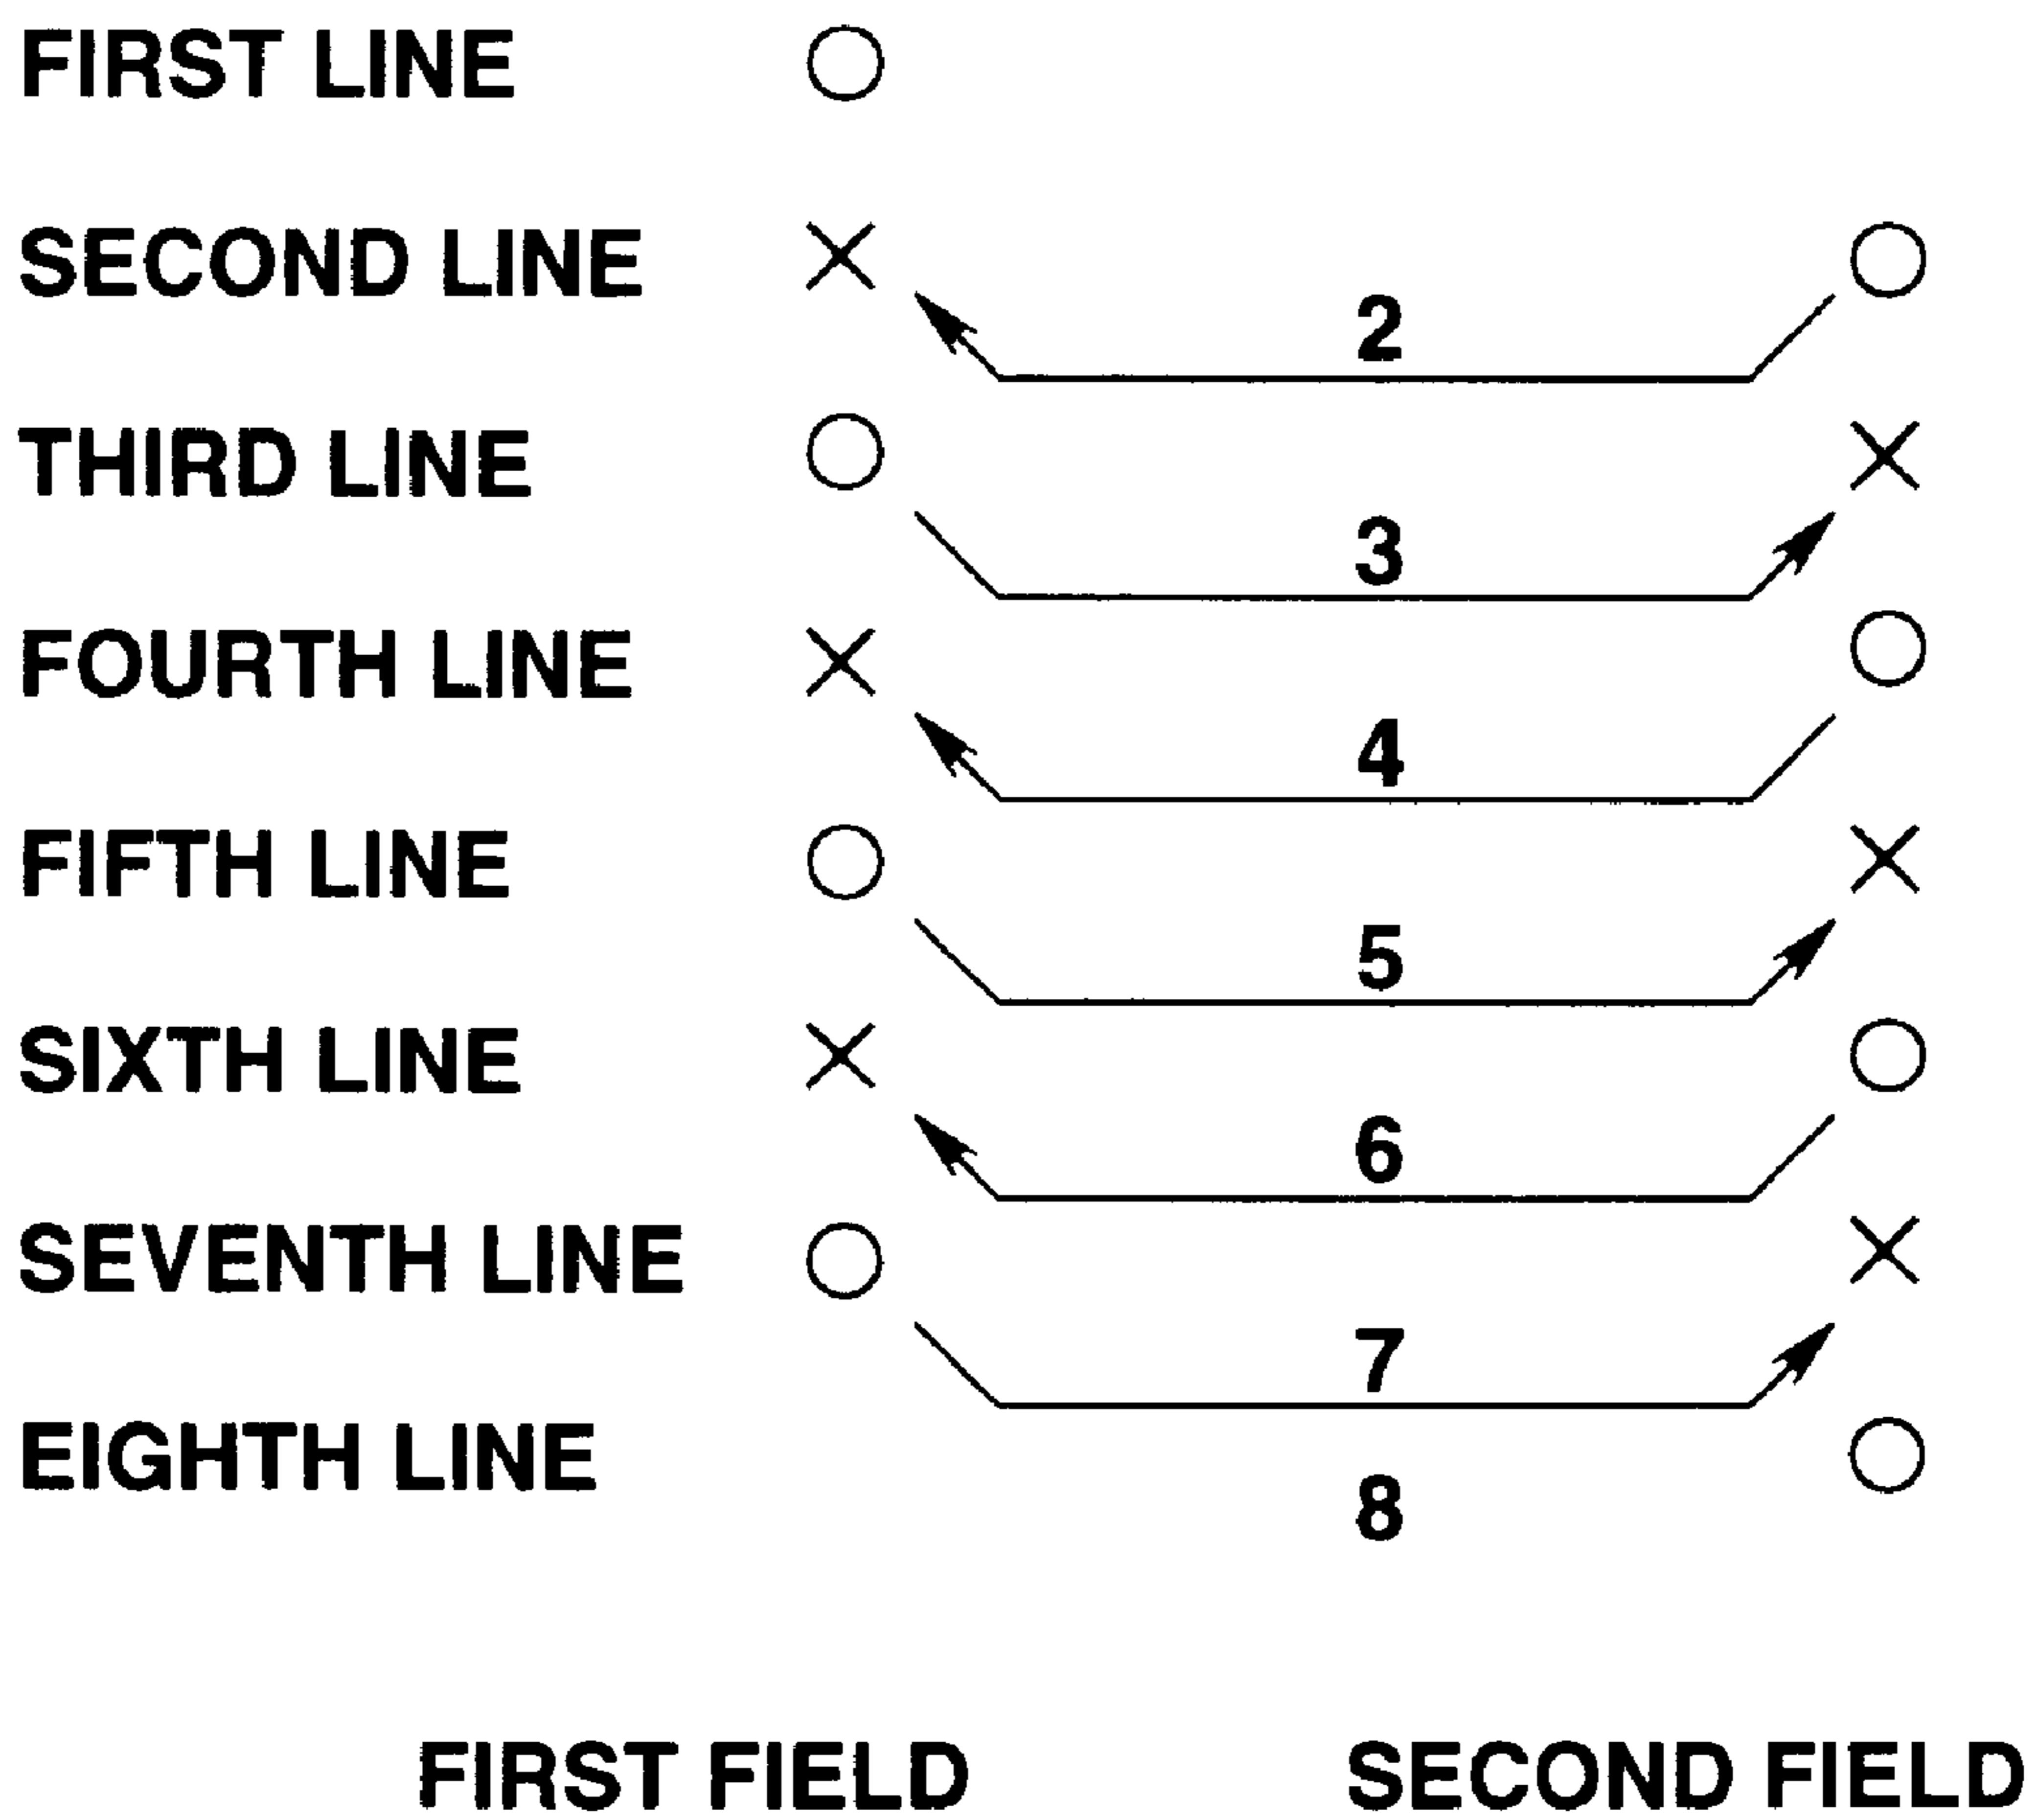 FIRST LINE
SECOND LINE
2
THIRD LINE
3
FOURTH LINE
4
FIFTH LINE
5
SIXTH LINE
6
SEVENTH LINE
7
EIGHTH LINE
8
FIRST FIELD SECOND FIELD